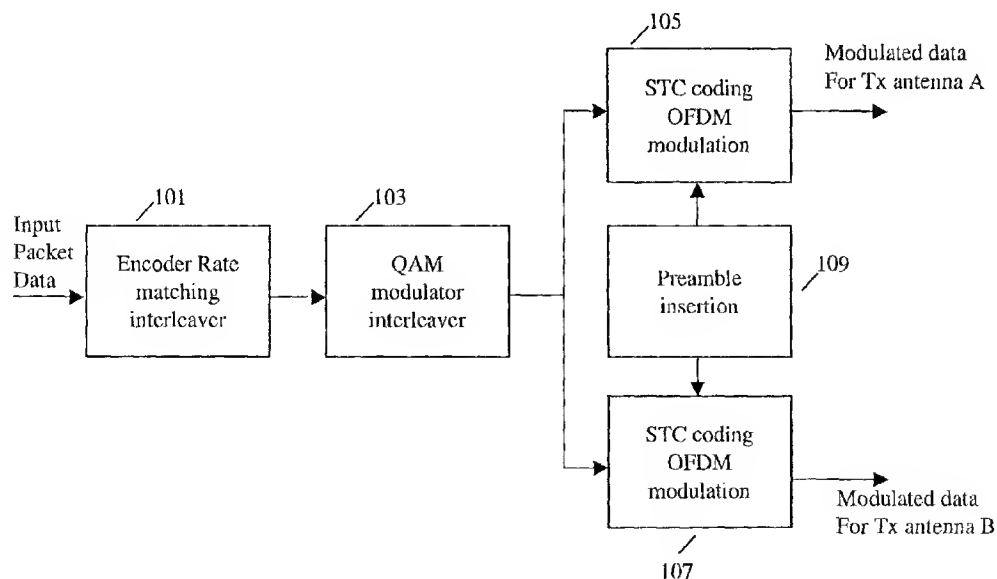 105
Modulated data
For Tx antenna A
STC coding
OFDM
modulation
101
103
Input
Packet
Data
Encoder Rate
matching
interleaver
QAM
modulator
interleaver
Preamble
insertion
109
STC coding
OFDM
modulation
Modulated data
For Tx antenna B
107